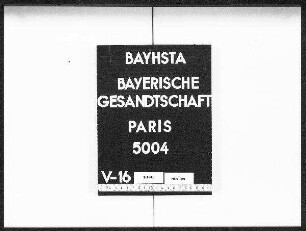 BAYHSTA
BAYERISCHE
GESANDTSCHAFT
PARIS
5004
V-16